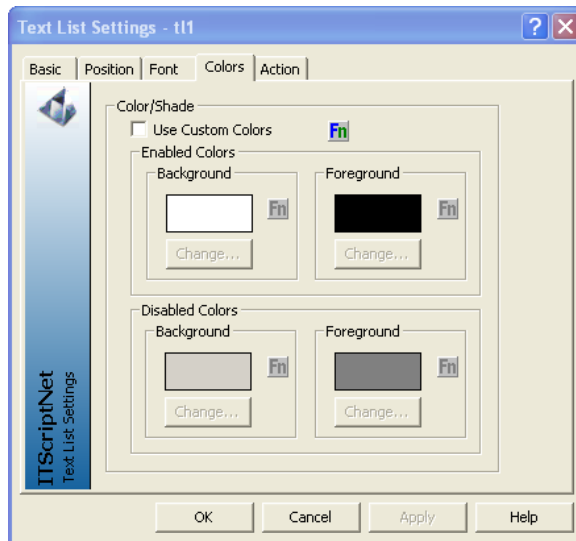 Text List Settings - tl1
Basic Position Font Colors Action
Color/Shade
Use Custom Colors Fn
Enabled Colors
Background Foreground
Fn Fn
Change... Change...
Disabled Colors
Background Foreground
Fn Fn
Change... Change...
ITScriptNet
Text List Settings
OK Cancel Apply Help